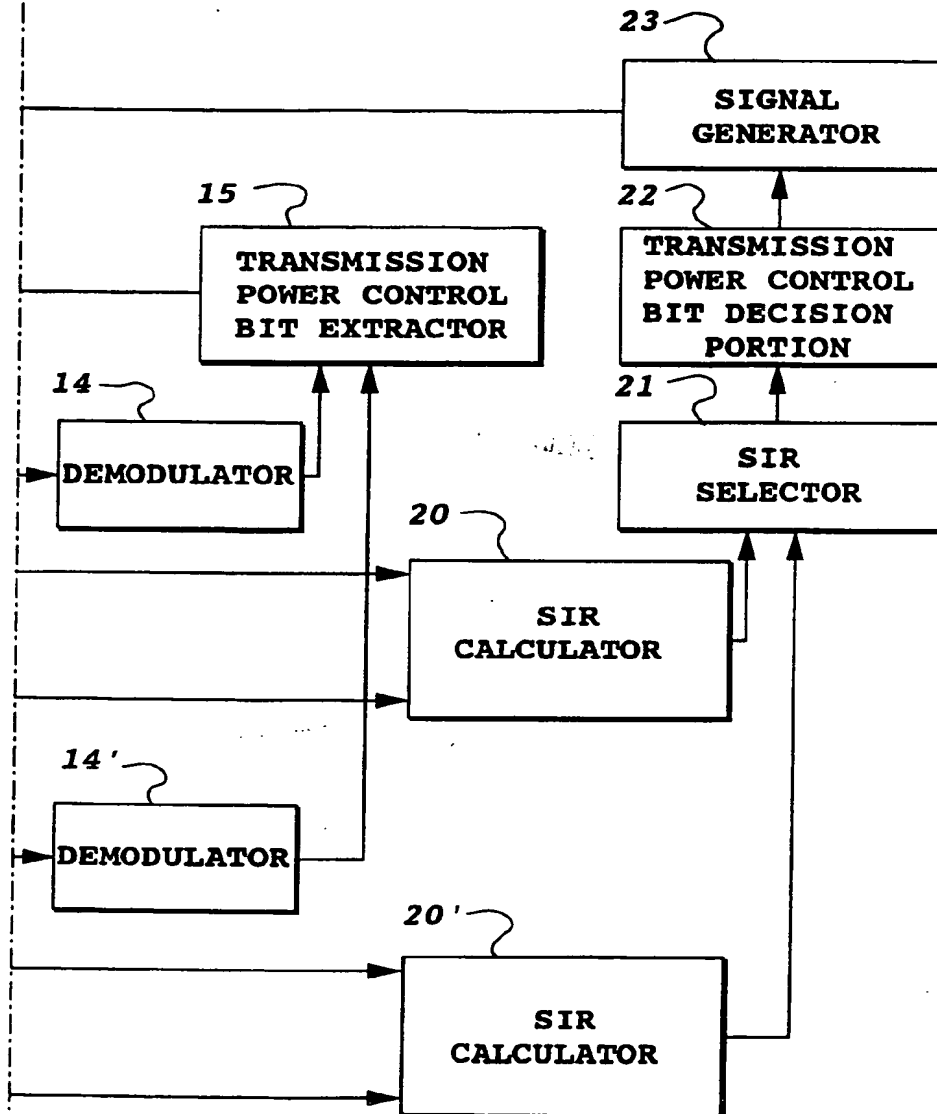 23
SIGNAL
GENERATOR
15
22
TRANSMISSION
POWER CONTROL
BIT EXTRACTOR
TRANSMISSION
POWER CONTROL
BIT DECISION
PORTION
14
21
DEMODULATOR
SIR
SELECTOR
20
SIR
CALCULATOR
14'
DEMODULATOR
20'
SIR
CALCULATOR